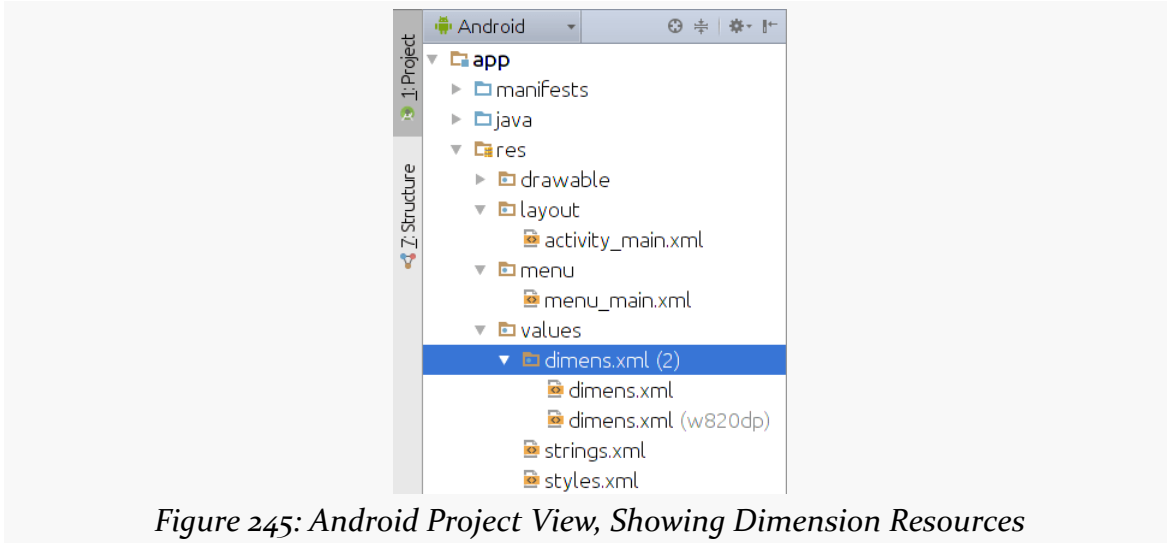 Android
1: Project
7: Structure
app
manifests
java
res
drawable
layout
activity_main.xml
menu
menu_main.xml
values
dimens.xml (2)
dimens.xml
dimens.xml (w820dp)
strings.xml
styles.xml
Figure 245: Android Project View, Showing Dimension Resources